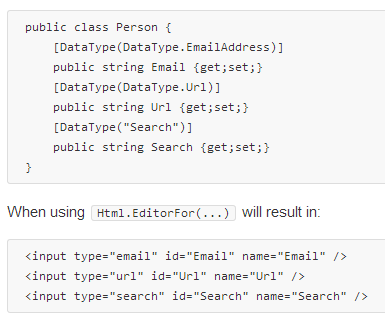 public class Person {
    [DataType(DataType.EmailAddress)]
    public string Email {get;set;}
    [DataType(DataType.Url)]
    public string Url {get;set;}
    [DataType("Search")]
    public string Search {get;set;}
}
When using Html.EditorFor(...) will result in:
<input type="email" id="Email" name="Email" />
<input type="url" id="Url" name="Url" />
<input type="search" id="Search" name="Search" />